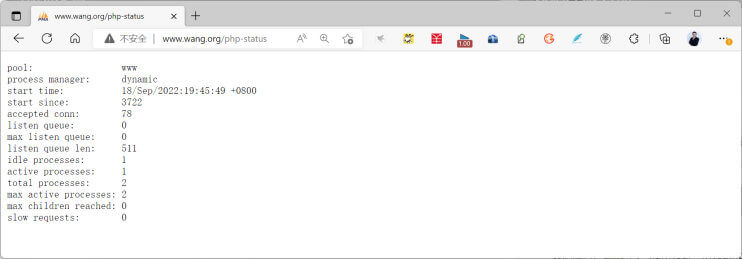 www.wang.org/php-status
不安全 | www.wang.org/php-status
1.00
pool: www
process manager: dynamic
start time: 18/Sep/2022:19:45:49 +0800
start since: 3722
accepted conn: 78
listen queue: 0
max listen queue: 0
listen queue len: 511
idle processes: 1
active processes: 1
total processes: 2
max active processes: 2
max children reached: 0
slow requests: 0